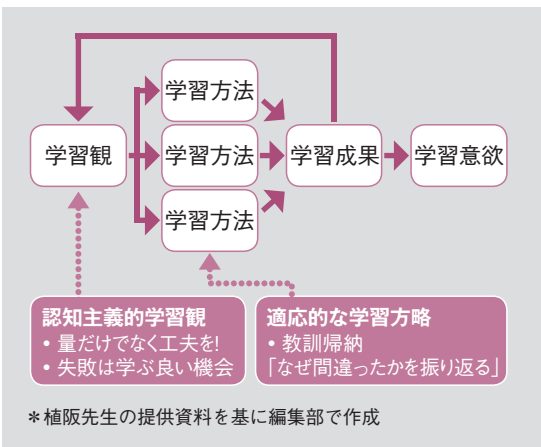 学習方法
学習観
学習方法
学習成果
学習意欲
学習方法
認知主義的学習観
• 量だけでなく工夫を!
• 失敗は学ぶ良い機会
適応的な学習方略
• 教訓帰納
「なぜ間違ったかを振り返る」
＊植阪先生の提供資料を基に編集部で作成